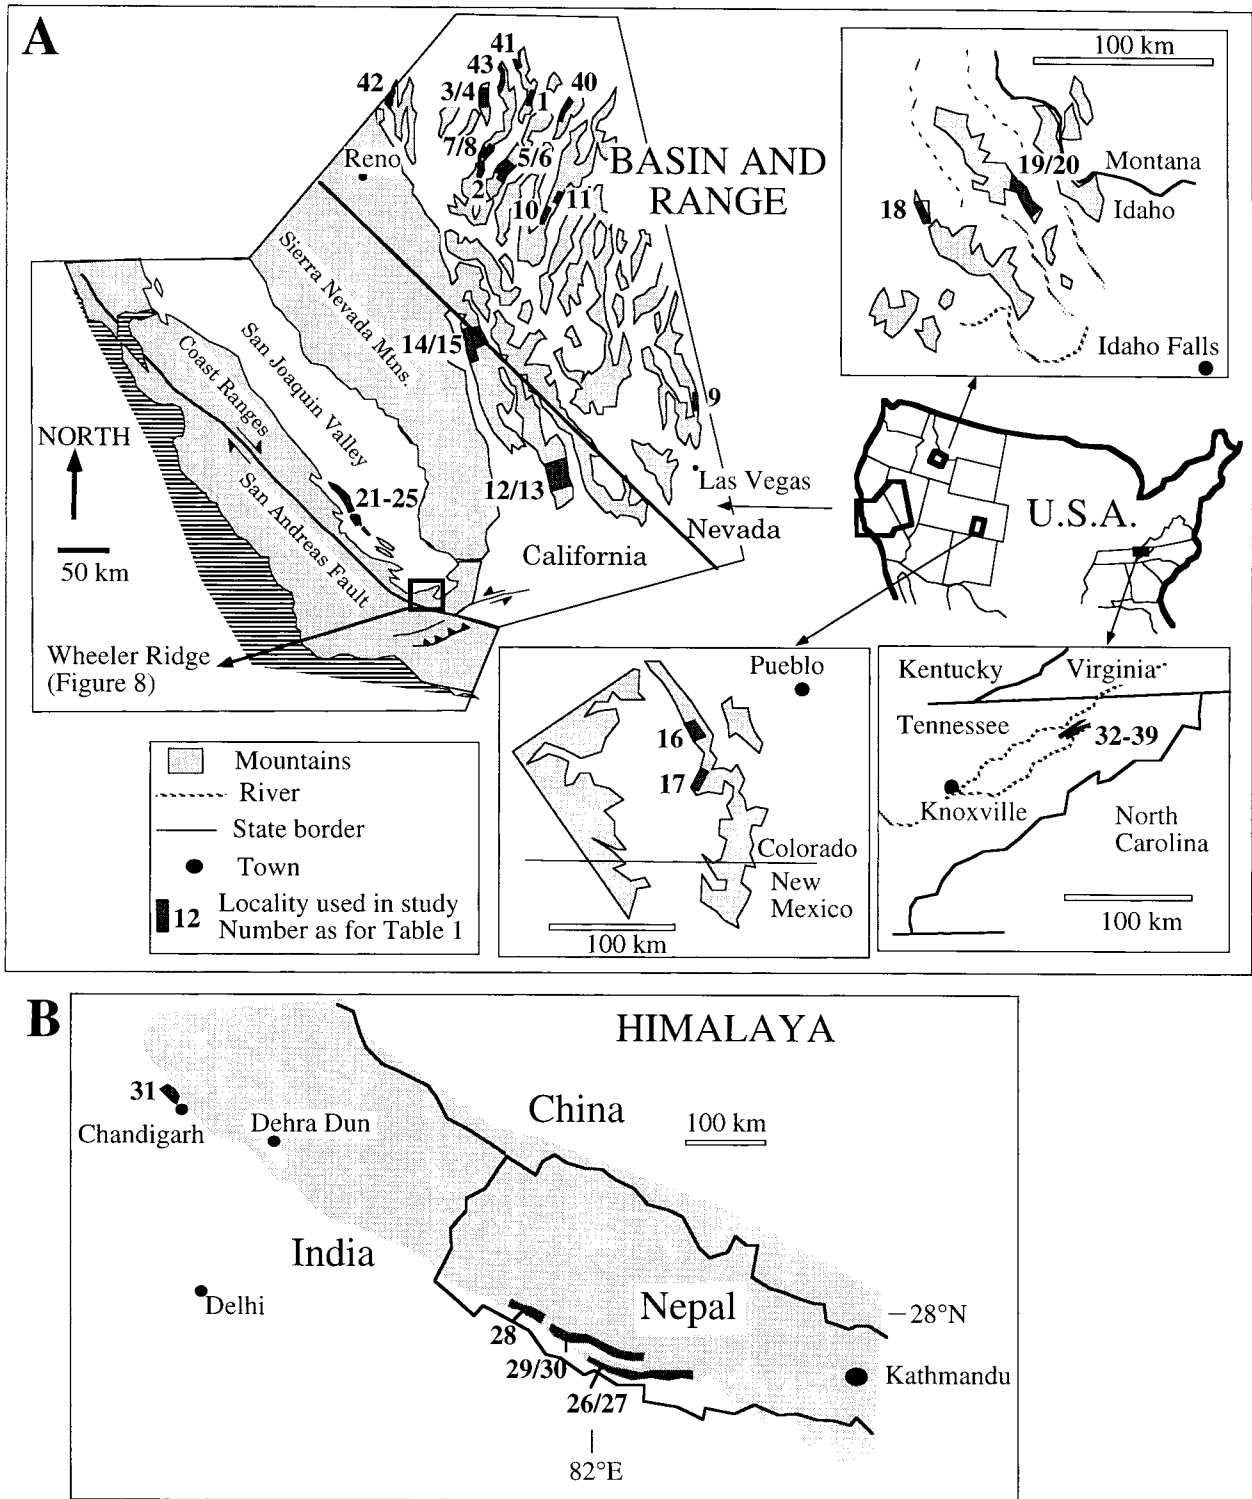 A
41
43
42
3/4
1
40
7/8
5/6
2
10
11
Reno
BASIN AND
RANGE
Sierra Nevada Mtns.
San Joaquin Valley
Coast Ranges
San Andreas Fault
14/15
9
12/13
21-25
Las Vegas
Nevada
California
NORTH
50 km
Wheeler Ridge
(Figure 8)
100 km
19/20
Montana
Idaho
18
Idaho Falls
U.S.A.
Mountains
River
State border
Town
12
Locality used in study
Number as for Table 1
Pueblo
16
17
Colorado
New
Mexico
100 km
Kentucky
Virginia
Tennessee
32-39
Knoxville
North
Carolina
100 km
B
HIMALAYA
31
Chandigarh
Dehra Dun
China
100 km
India
Delhi
Nepal
28°N
28
29/30
26/27
Kathmandu
82°E